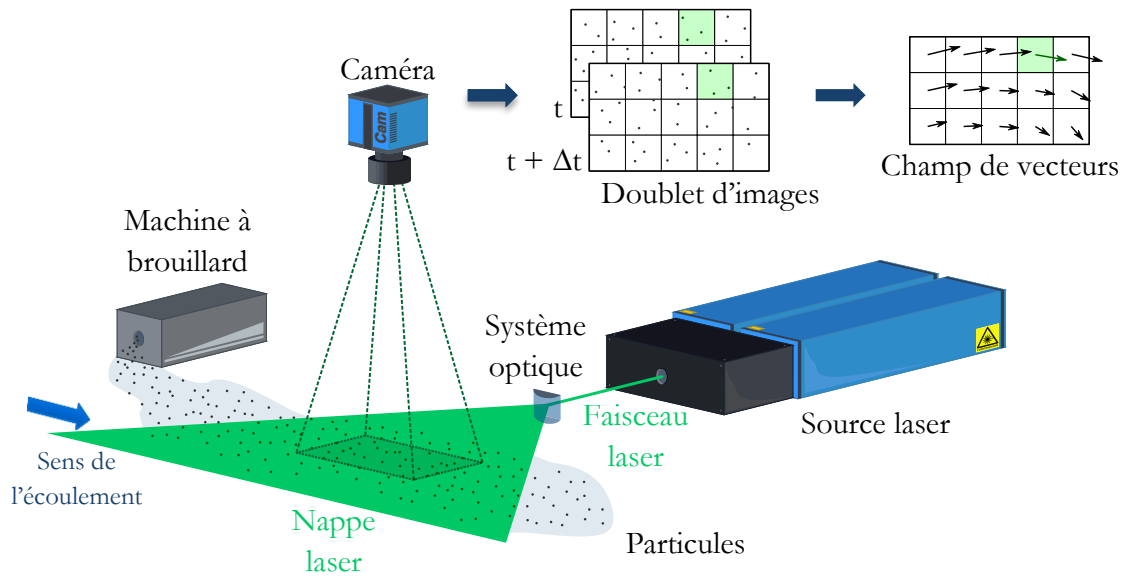 Caméra
Cam
t
t + Δt
Doublet d'images
Champ de vecteurs
Machine à
brouillard
Système
optique
Faisceau
laser
Source laser
Sens de
l'écoulement
Nappe
laser
Particules